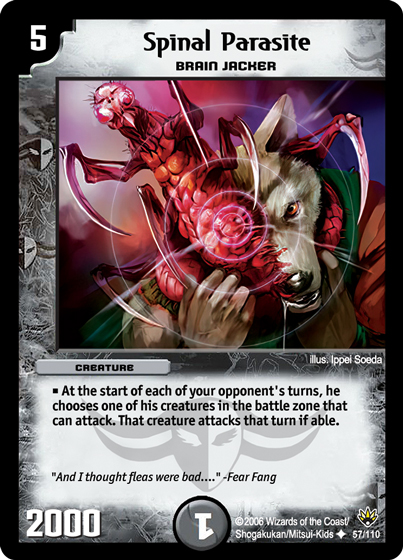 5
Spinal Parasite
BRAIN JACKER
illus. Ippei Soeda
CREATURE
▪ At the start of each of your opponent's turns, he
chooses one of his creatures in the battle zone that
can attack. That creature attacks that turn if able.
"And I thought fleas were bad...." -Fear Fang
2000
1
©2006 Wizards of the Coast/
Shogakukan/Mitsui-Kids ✦ 57/110